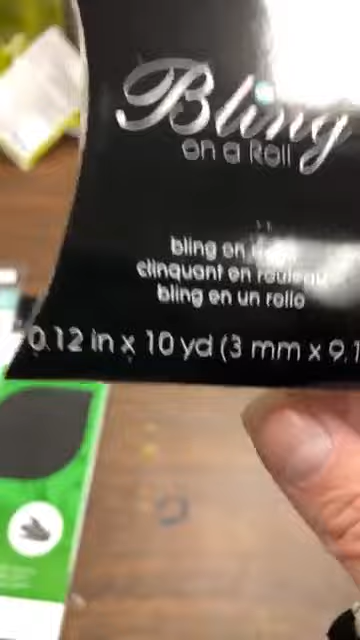 Bling
on a Roll
bling on
clinquant en rouleau
bling en un rollo
0.12 in x 10 yd (3 mm x 9.1